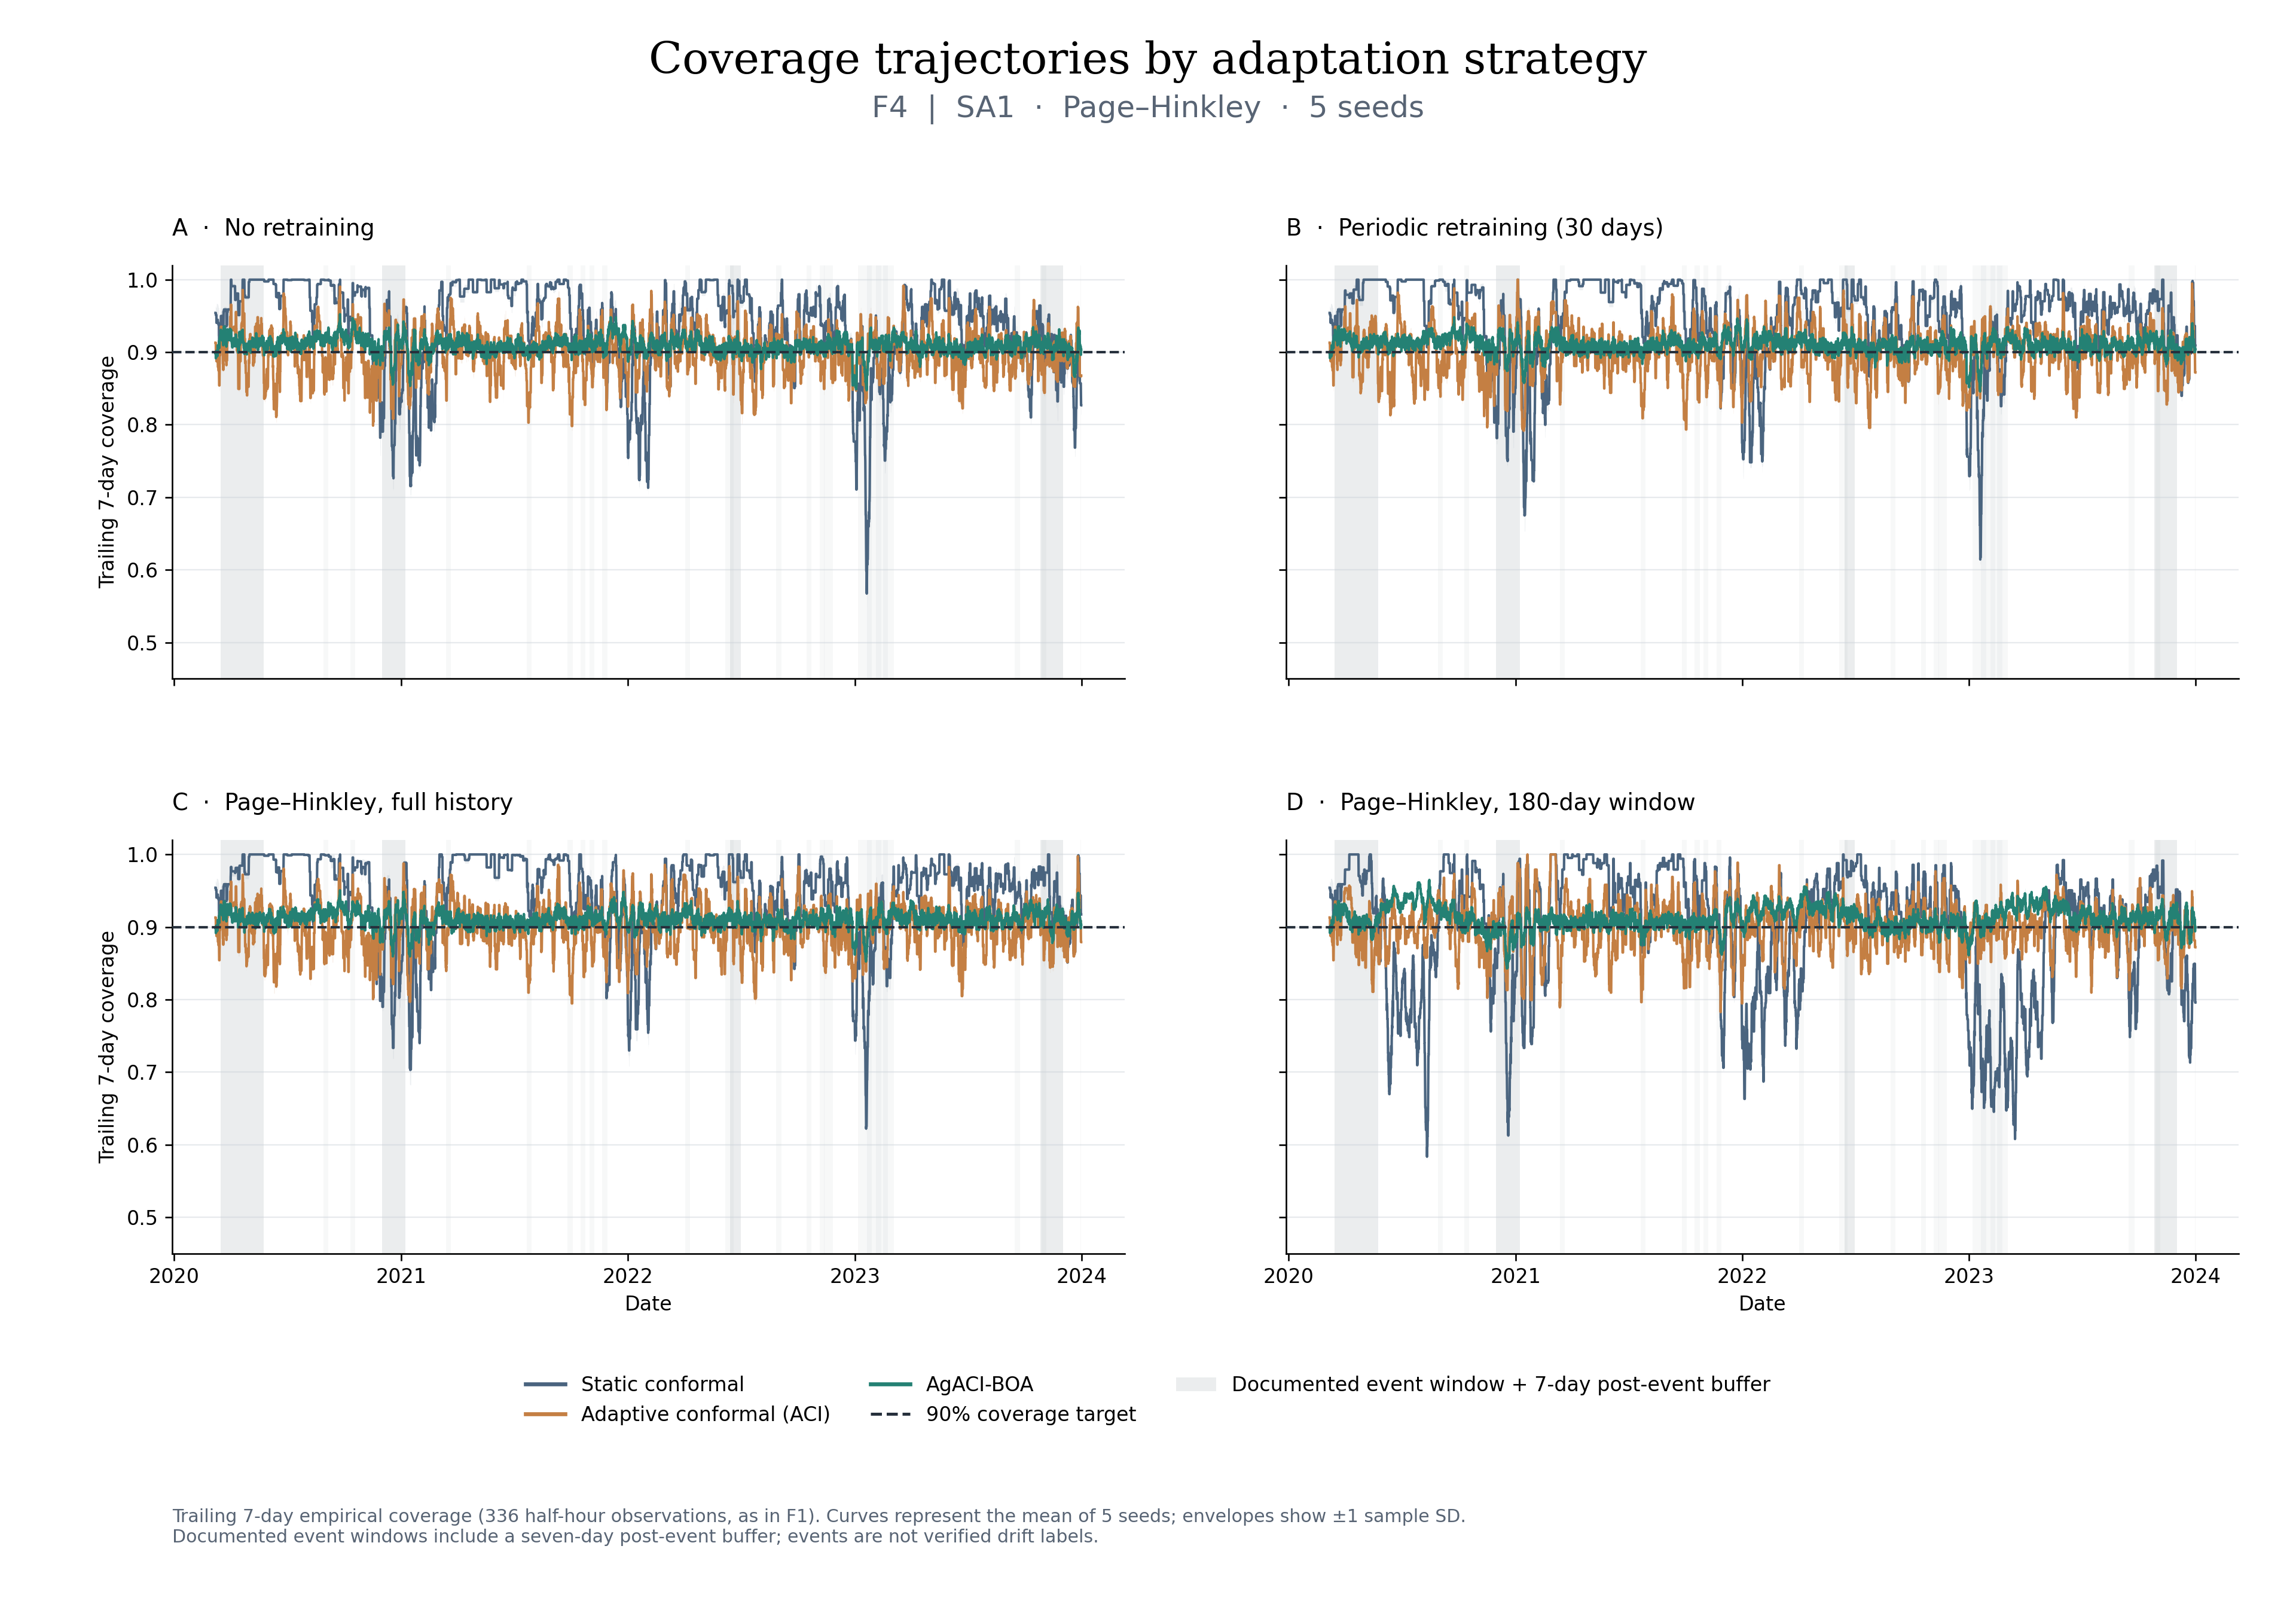 Coverage trajectories by adaptation strategy
F4 | SA1 · Page–Hinkley · 5 seeds
A · No retraining
B · Periodic retraining (30 days)
Trailing 7-day coverage
1.0
0.9
0.8
0.7
0.6
0.5
C · Page–Hinkley, full history
D · Page–Hinkley, 180-day window
Trailing 7-day coverage
1.0
0.9
0.8
0.7
0.6
0.5
2020 2021 2022 2023 2024
Date
2020 2021 2022 2023 2024
Date
Static conformal
Adaptive conformal (ACI)
AgACI-BOA
90% coverage target
Documented event window + 7-day post-event buffer
Trailing 7-day empirical coverage (336 half-hour observations, as in F1). Curves represent the mean of 5 seeds; envelopes show ±1 sample SD.
Documented event windows include a seven-day post-event buffer; events are not verified drift labels.